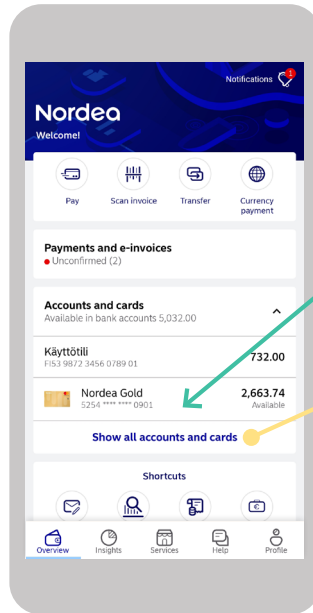 Notifications
1
Nordea
Welcome!
Pay Scan invoice Transfer Currency payment
Payments and e-invoices
Unconfirmed (2)
Accounts and cards
Available in bank accounts 5,032.00
Käyttötili 732.00
FI53 9872 3456 0789 01
Nordea Gold 2,663.74
5254 **** **** 0901 Available
Show all accounts and cards
Shortcuts
Overview Insights Services Help Profile